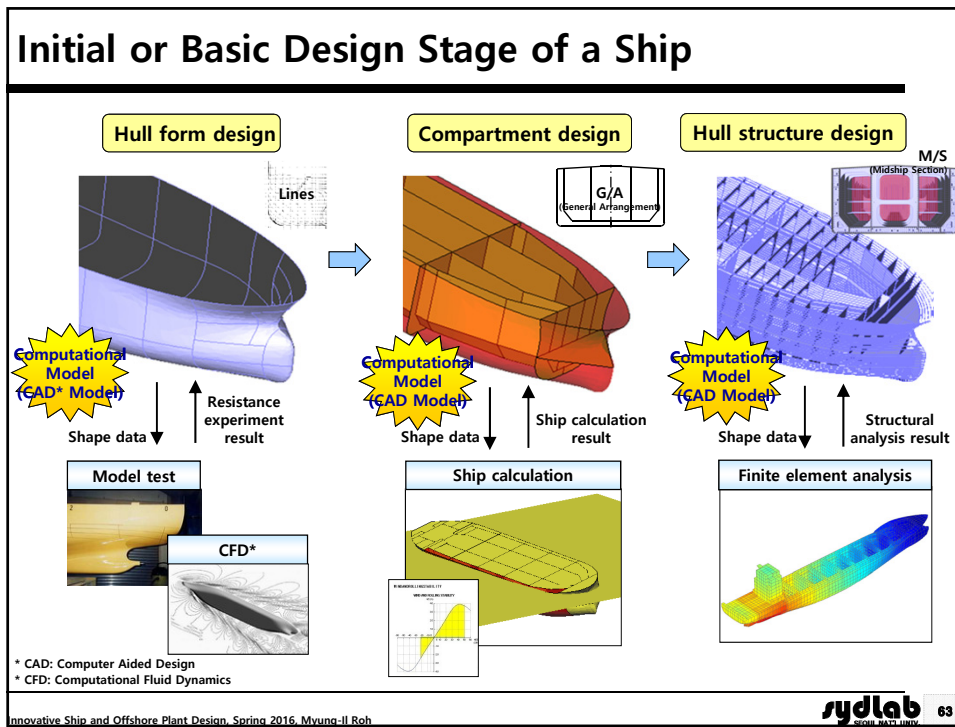 Initial or Basic Design Stage of a Ship
Hull form design
Compartment design
Hull structure design
Lines
G/A
(General Arrangement)
M/S
(Midship Section)
Computational
Model
(CAD* Model)
Computational
Model
(CAD Model)
Computational
Model
(CAD Model)
Shape data
Resistance
experiment
result
Shape data
Ship calculation
result
Shape data
Structural
analysis result
Model test
CFD*
Ship calculation
Finite element analysis
* CAD: Computer Aided Design
* CFD: Computational Fluid Dynamics
Innovative Ship and Offshore Plant Design, Spring 2016, Myung-Il Roh
sydlab
SEOUL NAT'L UNIV.
63